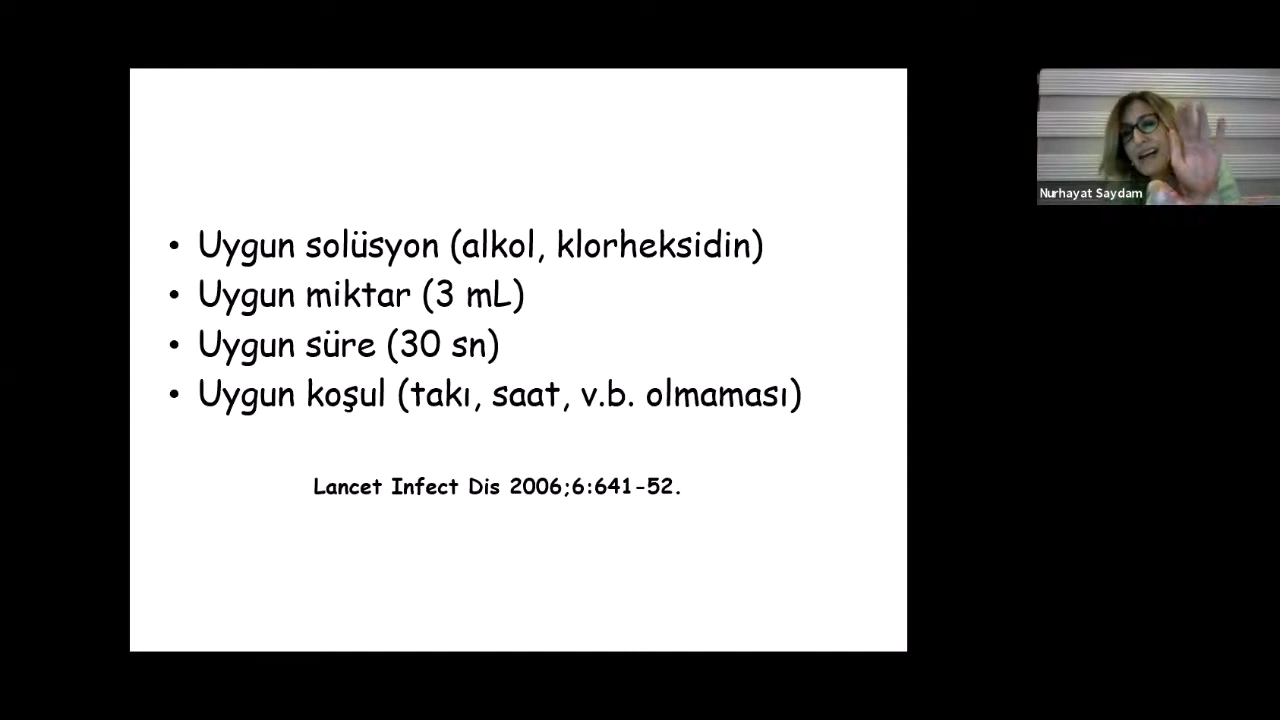 • Uygun solüsyon (alkol, klorheksidin)
• Uygun miktar (3 mL)
• Uygun süre (30 sn)
• Uygun koşul (takı, saat, v.b. olmaması)
Lancet Infect Dis 2006;6:641-52.
Nurhayat Saydam